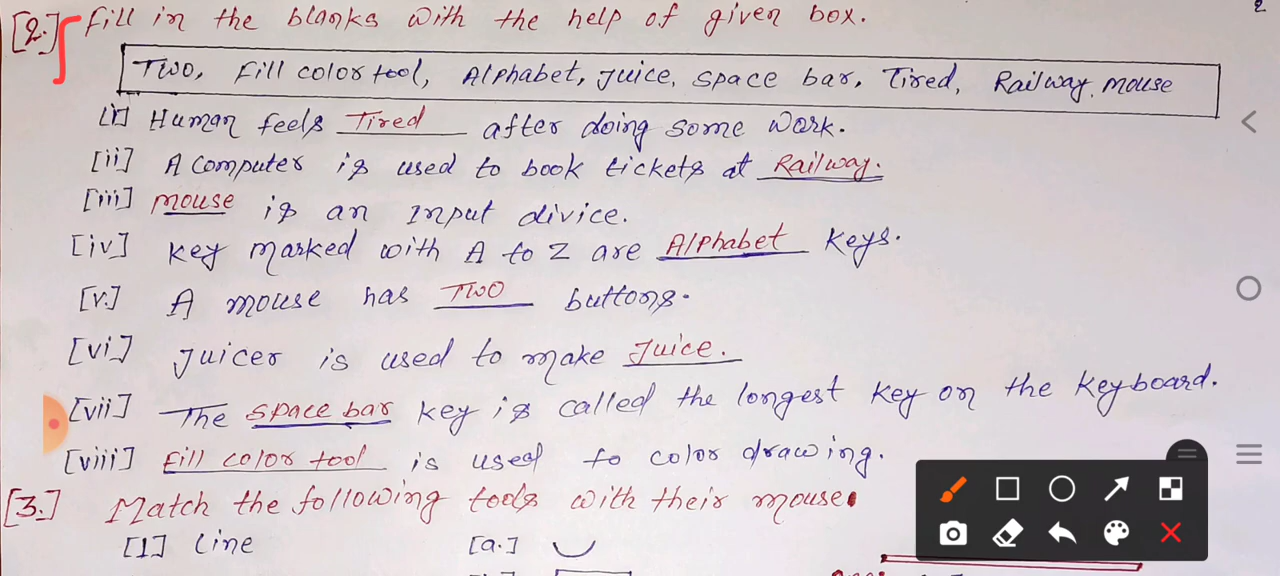 2
[2.] Fill in the blanks with the help of given box.
Two, Fill color tool, Alphabet, Juice, space bar, Tired, Railway, mouse
[i] Human feels Tired after doing some work.
[ii] A computer is used to book tickets at Railway.
[iii] mouse is an Input divice.
[iv] Key marked with A to Z are Alphabet Keys.
[v.] A mouse has Two buttons.
[vi] Juicer is used to make Juice.
[vii] The space bar key is called the longest key on the keyboard.
[viii] Fill color tool is used to color drawing.
[3.] Match the following tools with their mouse
[1] Line [a.]